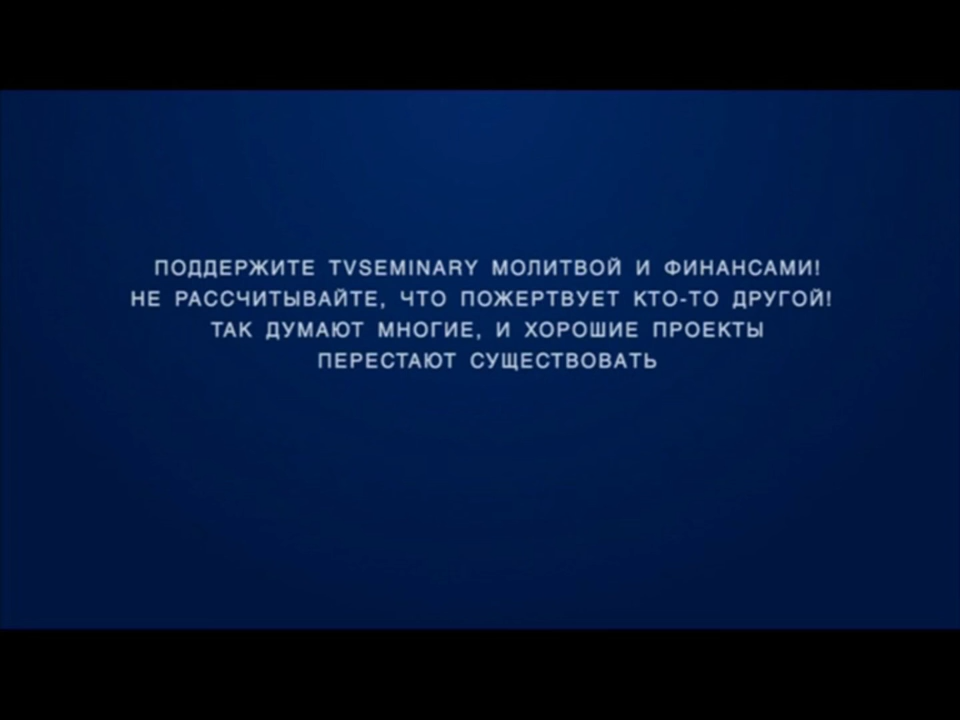 ПОДДЕРЖИТЕ TVSEMINARY МОЛИТВОЙ И ФИНАНСАМИ!
НЕ РАССЧИТЫВАЙТЕ, ЧТО ПОЖЕРТВУЕТ КТО-ТО ДРУГОЙ!
ТАК ДУМАЮТ МНОГИЕ, И ХОРОШИЕ ПРОЕКТЫ
ПЕРЕСТАЮТ СУЩЕСТВОВАТЬ